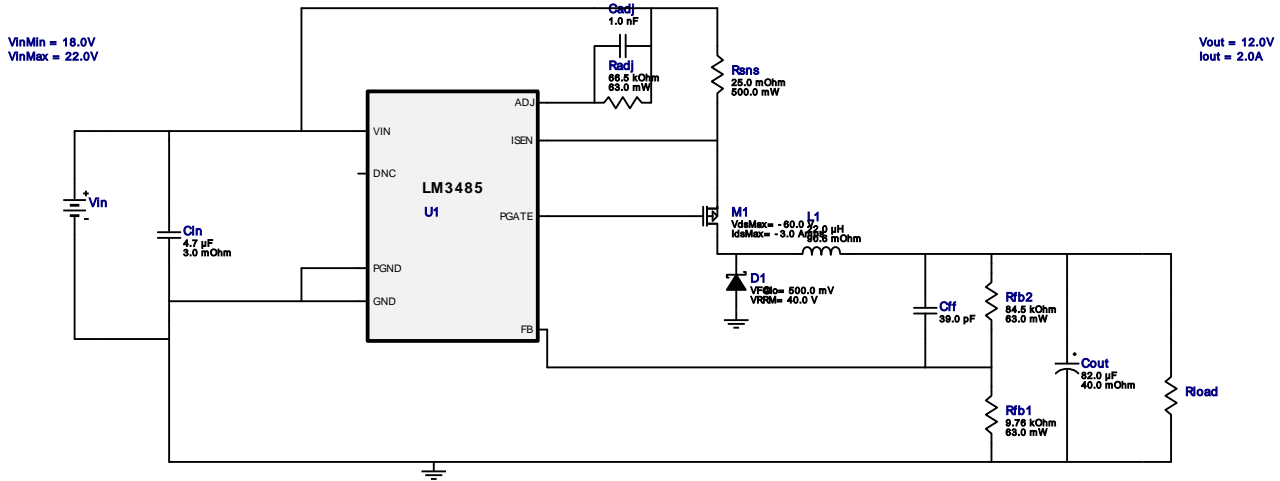 VinMin = 18.0V
VinMax = 22.0V
Vout = 12.0V
Iout = 2.0A
Cadj
1.0 nF
Radj
66.5 kOhm
63.0 mW
Rsns
25.0 mOhm
500.0 mW
ADJ
VIN
ISEN
DNC
LM3485
U1
PGATE
PGND
GND
FB
+
-
Vin
Cin
4.7 µF
3.0 mOhm
M1
VdsMax= -60.0 V
IdsMax= -3.0 Amps
L1
µH
mOhm
D1
500.0 mV
VRRM= 40.0 V
Cff
39.0 pF
Rfb2
84.5 kOhm
63.0 mW
Cout
82.0 µF
40.0 mOhm
Rfb1
9.76 kOhm
63.0 mW
Rload